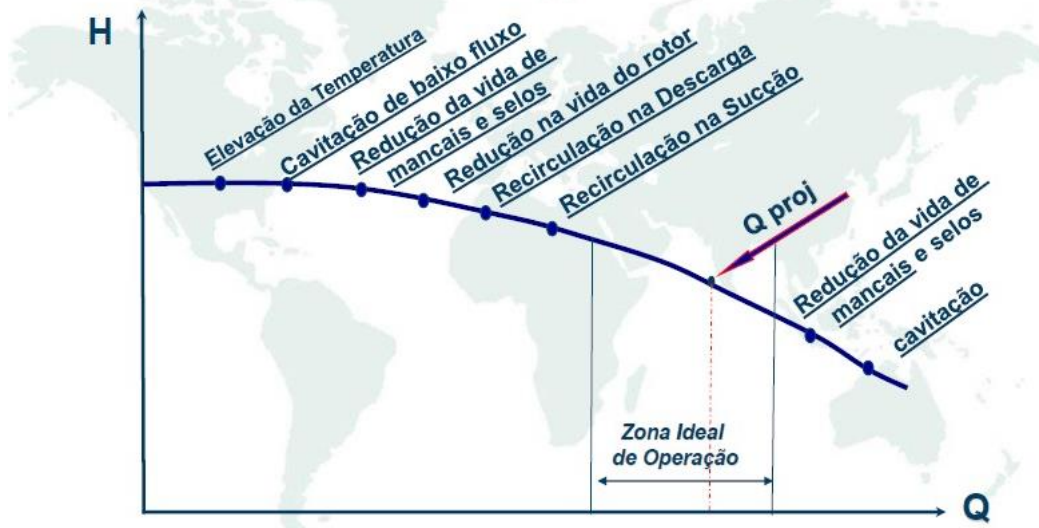 H
Elevação da Temperatura
Cavitação de baixo fluxo
Redução da vida de
mancais e selos
Redução na vida do rotor
Recirculação na Descarga
Recirculação na Sucção
Q proj
Redução da vida de
mancais e selos
cavitação
Zona Ideal
de Operação
Q